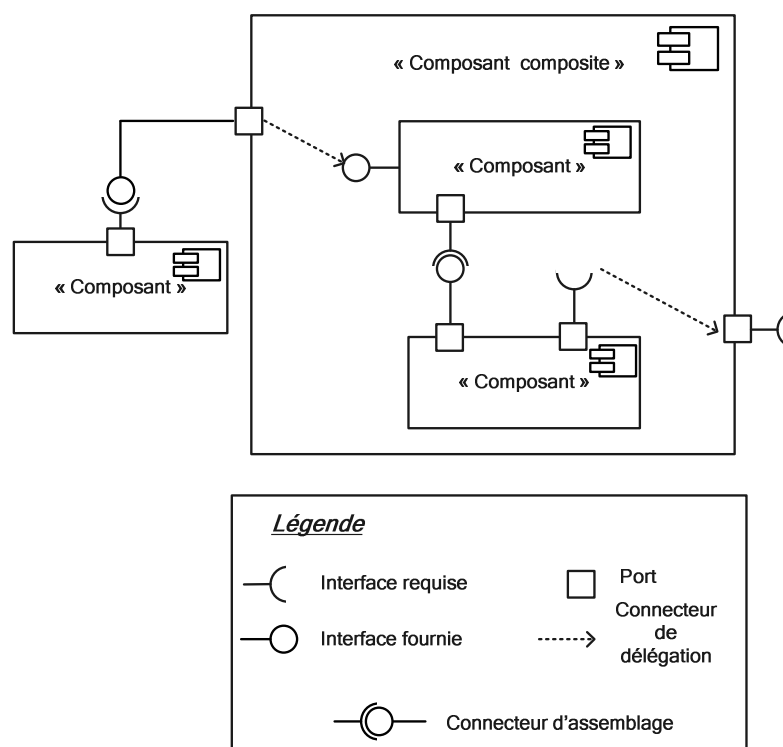 « Composant  composite »
« Composant »
« Composant »
« Composant »
Légende
Interface requise
Port
Interface fournie
Connecteur
de
délégation
Connecteur d'assemblage